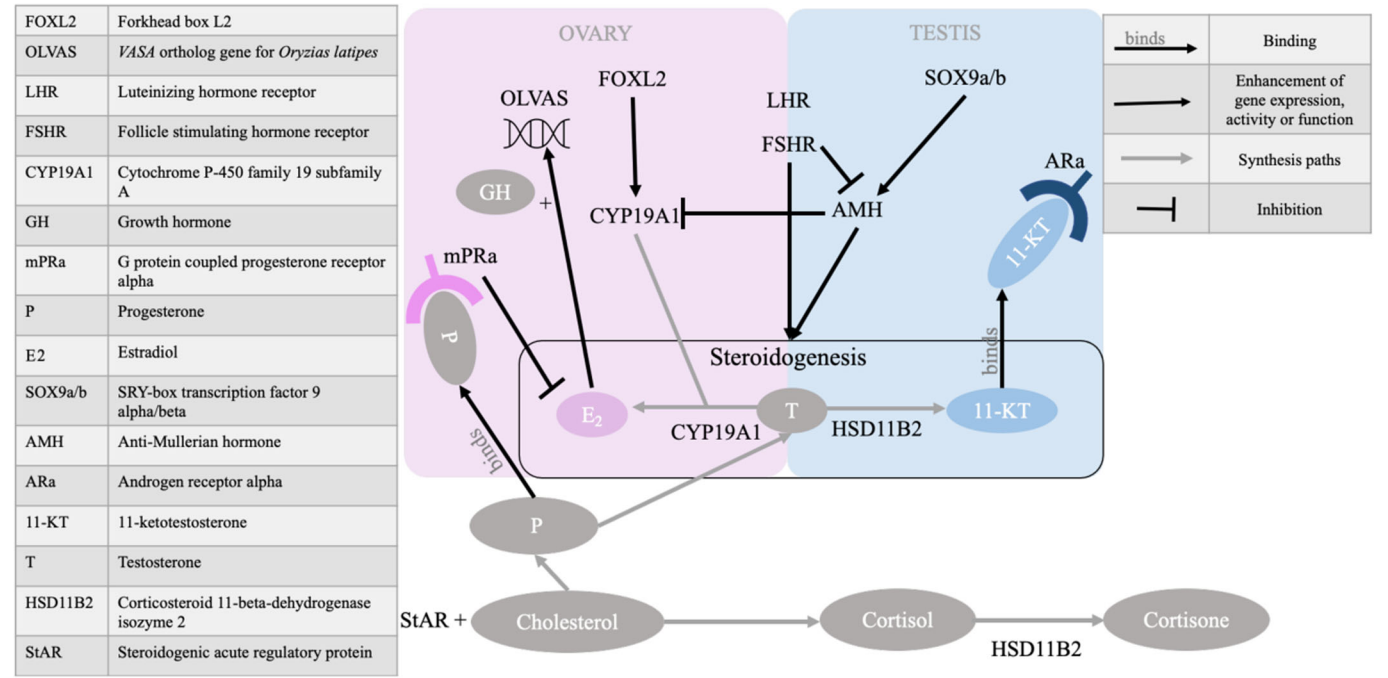 FOXL2 Forkhead box L2
OLVAS VASA ortholog gene for Oryzias latipes
LHR Luteinizing hormone receptor
FSHR Follicle stimulating hormone receptor
CYP19A1 Cytochrome P-450 family 19 subfamily
A
GH Growth hormone
mPRa G protein coupled progesterone receptor
alpha
P Progesterone
E2 Estradiol
SOX9a/b SRY-box transcription factor 9
alpha/beta
AMH Anti-Mullerian hormone
ARa Androgen receptor alpha
11-KT 11-ketotestosterone
T Testosterone
HSD11B2 Corticosteroid 11-beta-dehydrogenase
isozyme 2
StAR Steroidogenic acute regulatory protein
OVARY
TESTIS
FOXL2
SOX9a/b
OLVAS
LHR
FSHR
ARa
GH
+
CYP19A1
AMH
11-KT
mPRa
P
binds
Steroidogenesis
E2
T
11-KT
CYP19A1
HSD11B2
binds
P
StAR +
Cholesterol
Cortisol
Cortisone
HSD11B2
binds
Binding
Enhancement of
gene expression,
activity or function
Synthesis paths
Inhibition